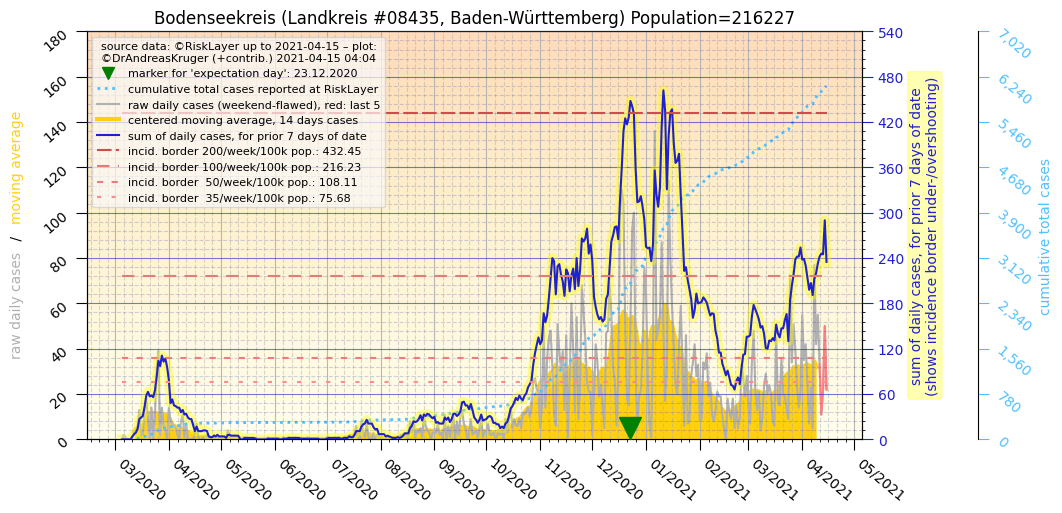 Bodenseekreis (Landkreis #08435, Baden-Württemberg) Population=216227
source data: ©RiskLayer up to 2021-04-15 – plot:
©DrAndreasKruger (+contrib.) 2021-04-15 04:04
marker for 'expectation day': 23.12.2020
cumulative total cases reported at RiskLayer
raw daily cases (weekend-flawed), red: last 5
centered moving average, 14 days cases
sum of daily cases, for prior 7 days of date
incid. border 200/week/100k pop.: 432.45
incid. border 100/week/100k pop.: 216.23
incid. border  50/week/100k pop.: 108.11
incid. border  35/week/100k pop.: 75.68
raw daily cases / moving average
180
160
140
120
100
80
60
40
20
0
03/2020
04/2020
05/2020
06/2020
07/2020
08/2020
09/2020
10/2020
11/2020
12/2020
01/2021
02/2021
03/2021
04/2021
05/2021
540
480
420
360
300
240
180
120
60
0
sum of daily cases, for prior 7 days of date
(shows incidence border under-/overshooting)
7,020
6,240
5,460
4,680
3,900
3,120
2,340
1,560
780
0
cumulative total cases